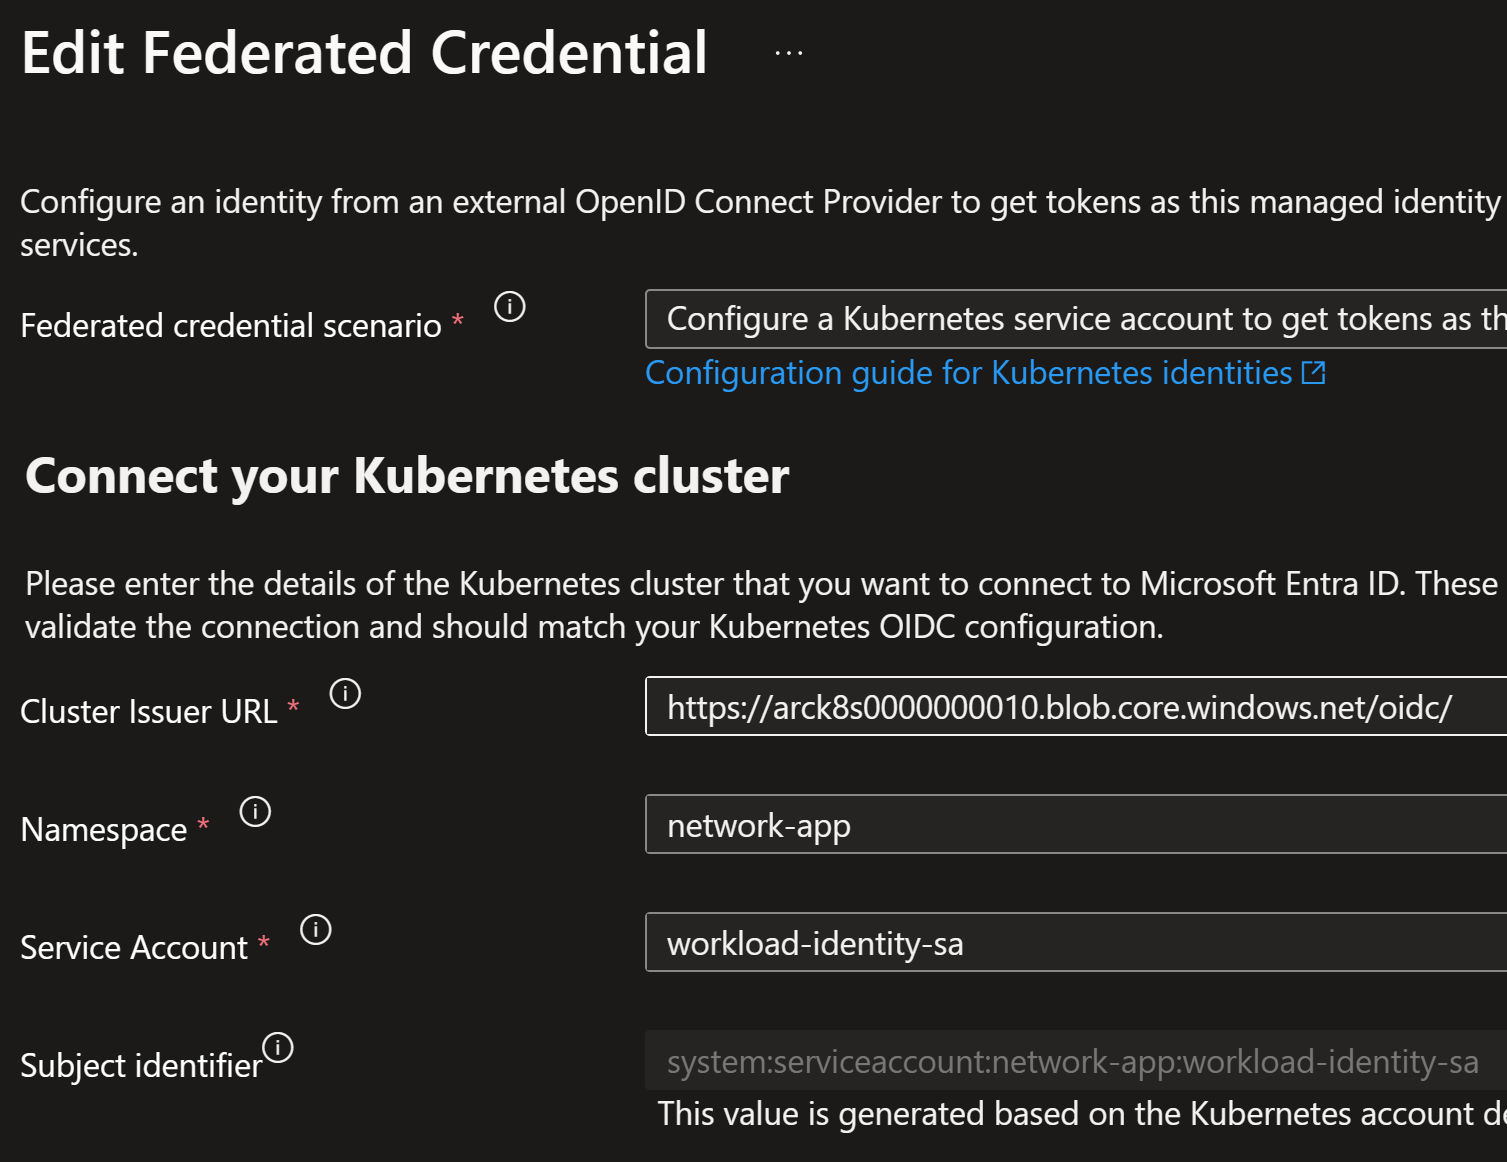 Edit Federated Credential ...
Configure an identity from an external OpenID Connect Provider to get tokens as this managed identity
services.
Federated credential scenario *
Configure a Kubernetes service account to get tokens as th
Configuration guide for Kubernetes identities
Connect your Kubernetes cluster
Please enter the details of the Kubernetes cluster that you want to connect to Microsoft Entra ID. These
validate the connection and should match your Kubernetes OIDC configuration.
Cluster Issuer URL *
https://arck8s0000000010.blob.core.windows.net/oidc/
Namespace *
network-app
Service Account *
workload-identity-sa
Subject identifier
system:serviceaccount:network-app:workload-identity-sa
This value is generated based on the Kubernetes account de